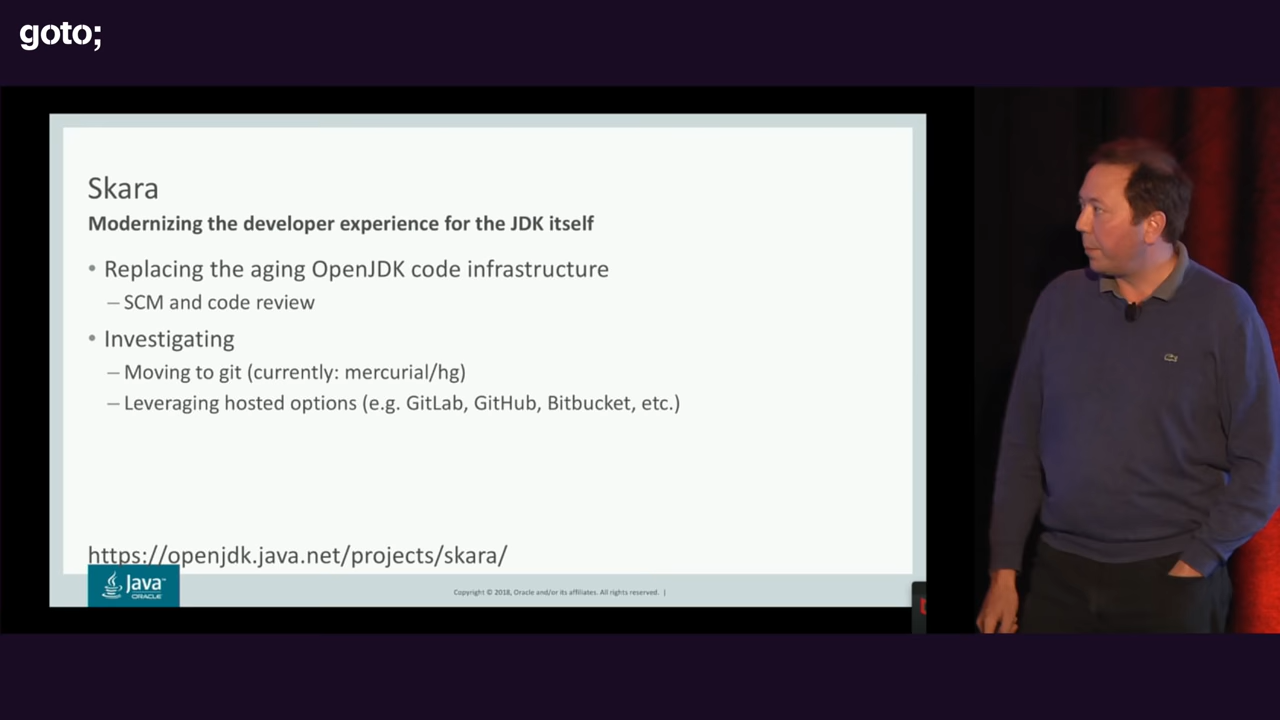 goto;
Skara
Modernizing the developer experience for the JDK itself
• Replacing the aging OpenJDK code infrastructure
– SCM and code review
• Investigating
– Moving to git (currently: mercurial/hg)
– Leveraging hosted options (e.g. GitLab, GitHub, Bitbucket, etc.)
https://openjdk.java.net/projects/skara/
Java™
ORACLE
Copyright © 2018, Oracle and/or its affiliates. All rights reserved. |